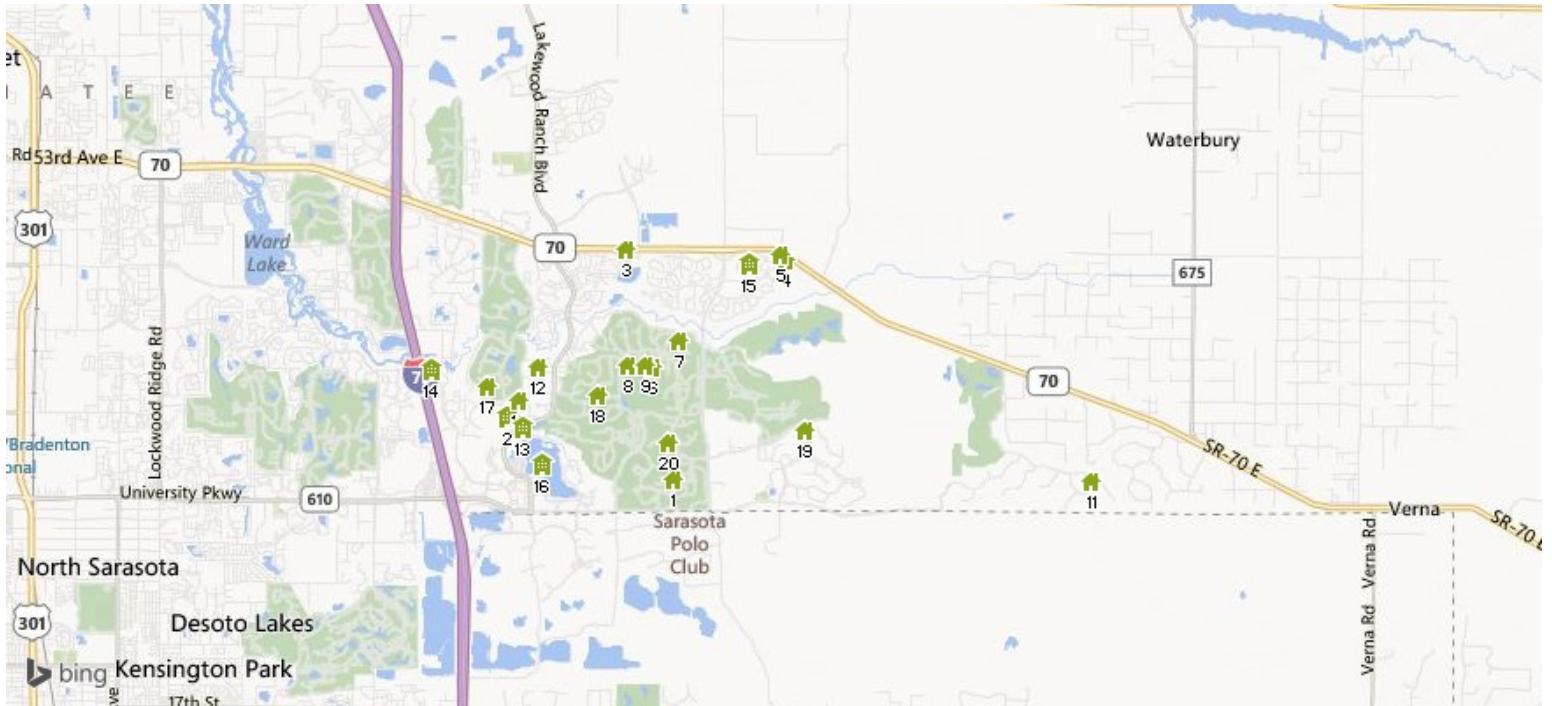 et
A T E E
Rd
53rd Ave E
70
301
Ward
Lake
Lakewood Ranch Blvd
70
Waterbury
675
3
15
5
4
7
8
9
6
12
14
17
18
2
13
16
19
20
1
11
70
Lockwood Ridge Rd
/Bradenton
onal
University Pkwy
610
SR-70 E
Verna
SR-70 E
Sarasota
Polo
Club
Verna Rd
Verna Rd
North Sarasota
301
Desoto Lakes
bing
Kensington Park
17th St